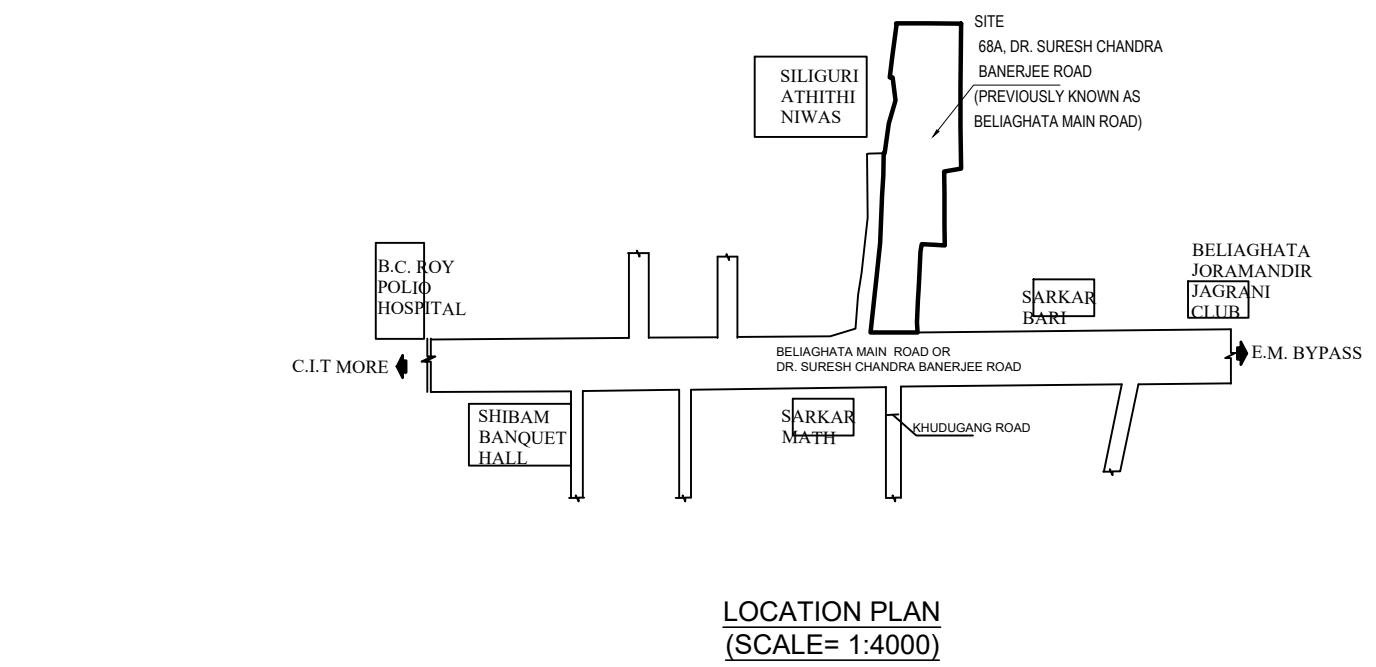 SITE
68A, DR. SURESH CHANDRA
BANERJEE ROAD
(PREVIOUSLY KNOWN AS
BELIAGHATA MAIN ROAD)
SILIGURI
ATHITHI
NIWAS
B.C. ROY
POLIO
HOSPITAL
BELIAGHATA
JORAMANDIR
JAGRANI
CLUB
SARKAR
BARI
C.I.T MORE
BELIAGHATA MAIN ROAD OR
DR. SURESH CHANDRA BANERJEE ROAD
E.M. BYPASS
SHIBAM
BANQUET
HALL
SARKAR
MATH
KHUDUGANG ROAD
LOCATION PLAN
(SCALE= 1:4000)